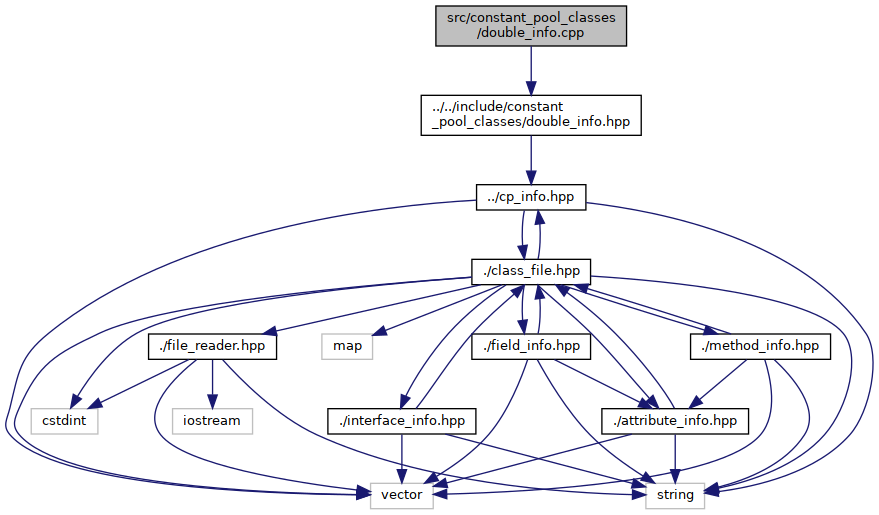 src/constant_pool_classes
/double_info.cpp
../../include/constant
_pool_classes/double_info.hpp
../cp_info.hpp
./class_file.hpp
./file_reader.hpp
map
./field_info.hpp
./method_info.hpp
cstdint
iostream
./interface_info.hpp
./attribute_info.hpp
vector
string